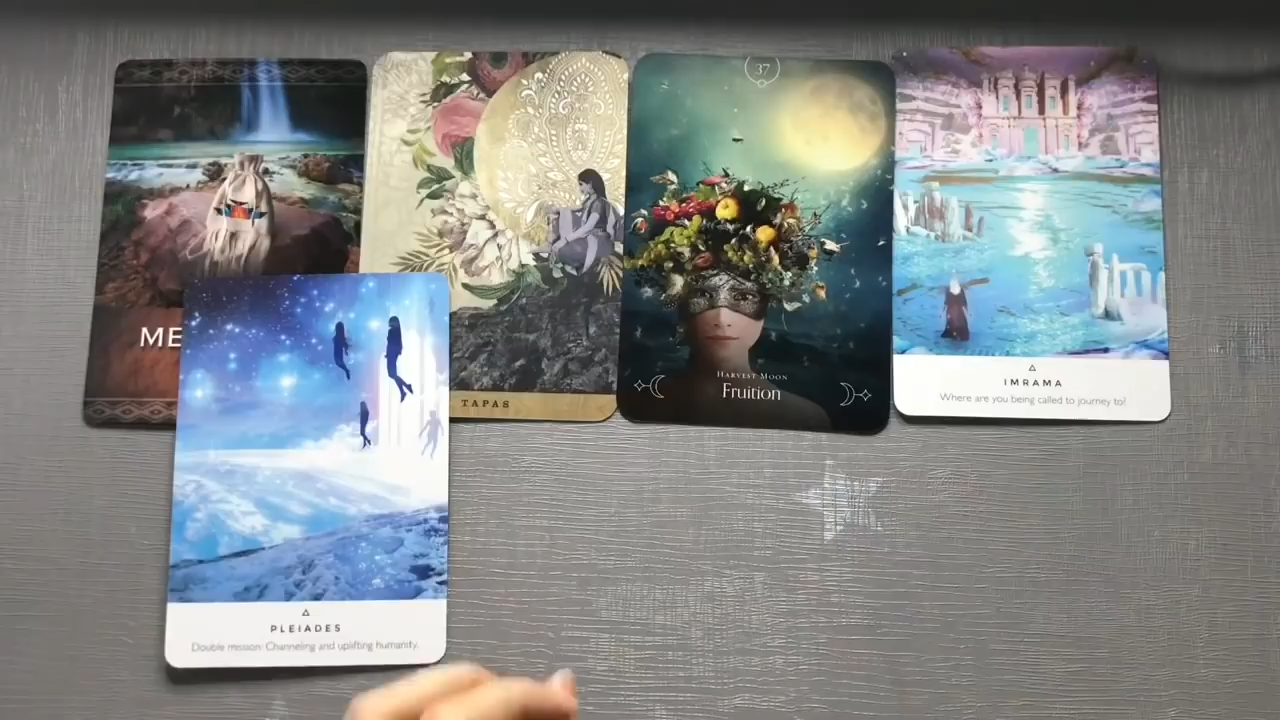 ME
TAPAS
37
HARVEST MOON
Fruition
IMRAMA
Where are you being called to journey to?
PLEIADES
Double mission: Channeling and uplifting humanity.